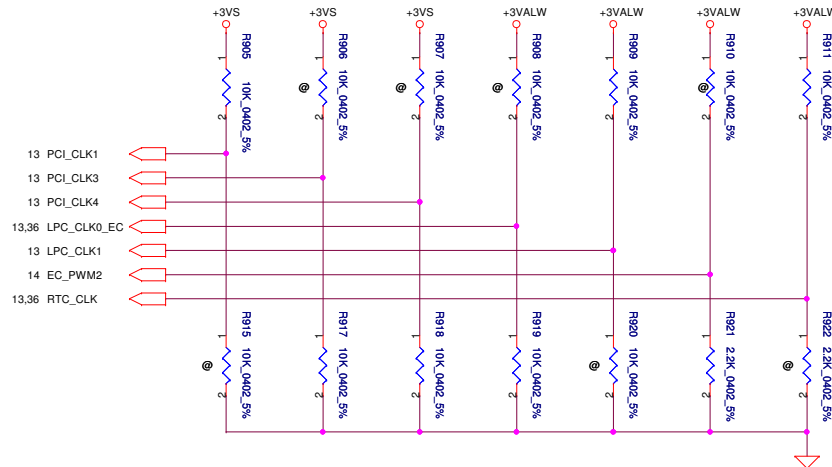 +3VS +3VS +3VS +3VALW +3VALW +3VALW +3VALW
R905 R906 R907 R908 R909 R910 R911
1 1 1 1 1 1 1
@ @ @ @
10K_0402_5% 10K_0402_5% 10K_0402_5% 10K_0402_5% 10K_0402_5% 10K_0402_5% 10K_0402_5%
2 2 2 2 2 2 2
13 PCI_CLK1
13 PCI_CLK3
13 PCI_CLK4
13,36 LPC_CLK0_EC
13 LPC_CLK1
14 EC_PWM2
13,36 RTC_CLK
R915 R917 R918 R919 R920 R921 R922
1 1 1 1 1 1 1
@ @ @
10K_0402_5% 10K_0402_5% 10K_0402_5% 10K_0402_5% 10K_0402_5% 2.2K_0402_5% 2.2K_0402_5%
2 2 2 2 2 2 2